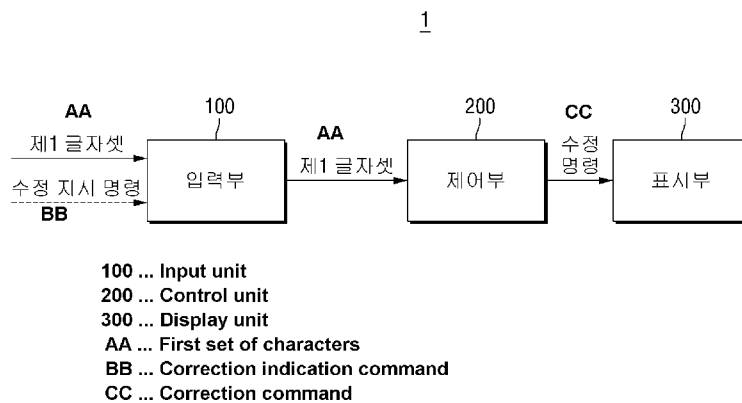 1
AA
제1 글자셋
수정 지시 명령
BB
100
입력부
AA
제1 글자셋
200
제어부
CC
수정
명령
300
표시부
100 ... Input unit
200 ... Control unit
300 ... Display unit
AA ... First set of characters
BB ... Correction indication command
CC ... Correction command